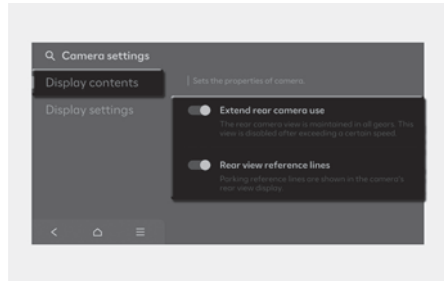 Camera settings
Display contents
Display settings
Sets the properties of camera.
Extend rear camera use
The rear camera view is maintained in all gears. This
view is disabled after exceeding a certain speed.
Rear view reference lines
Parking reference lines are shown in the camera's
rear view display.